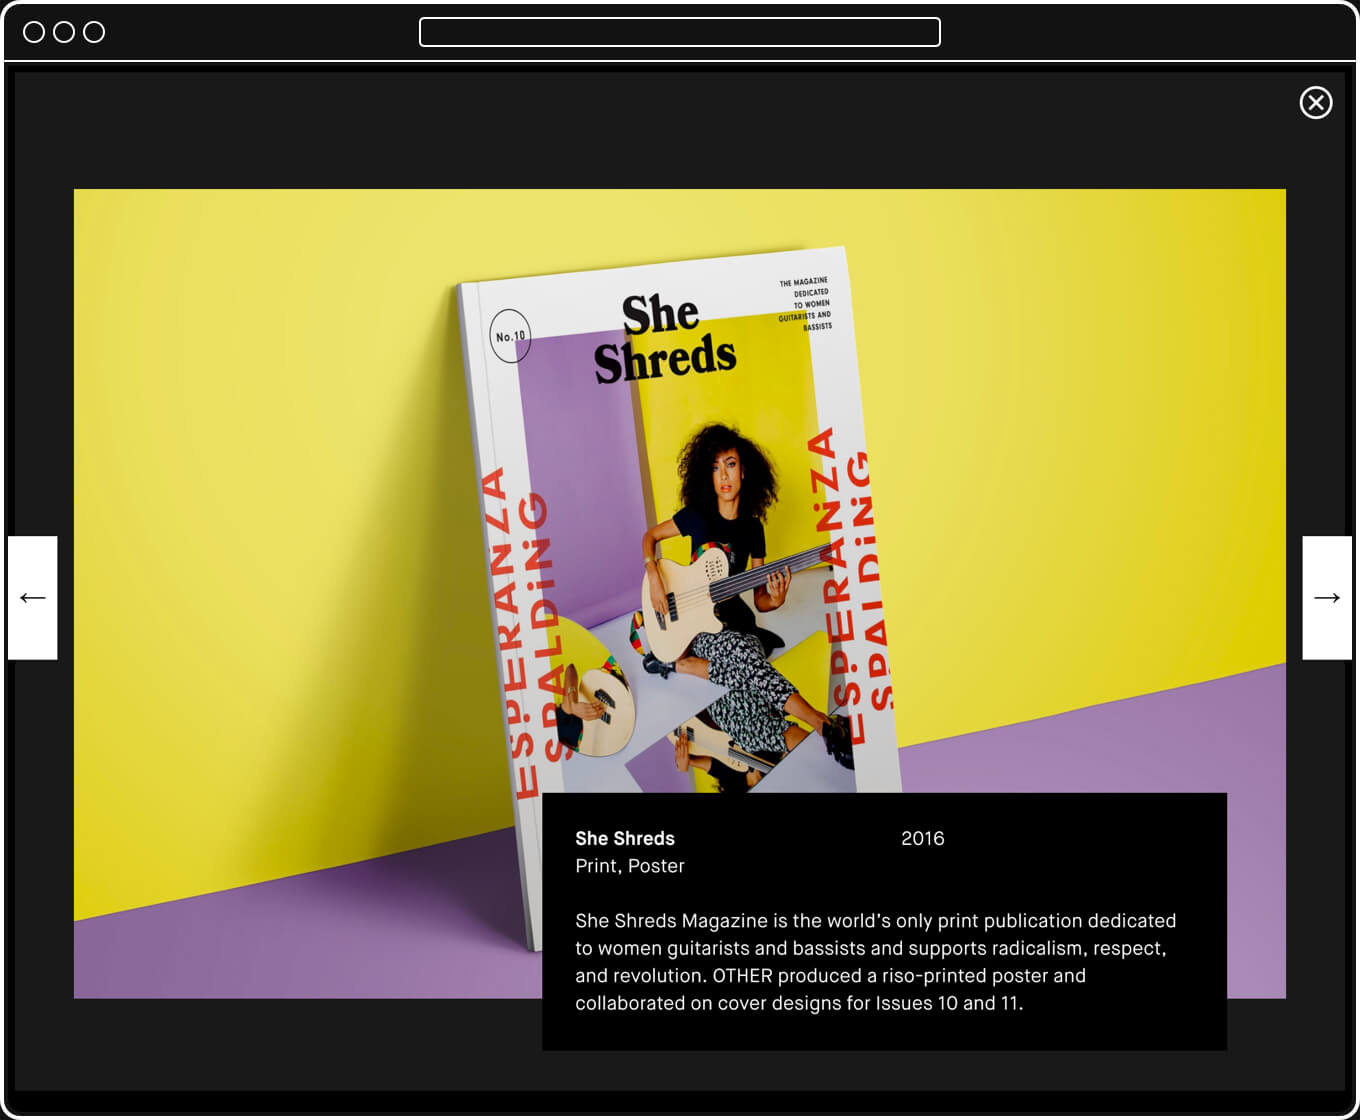 No.10
She
Shreds
THE MAGAZINE
DEDICATED
TO WOMEN
GUITARISTS AND
BASSISTS
ESPERANZA
SPALDiNG
ESPERANZA
SPALDiNG
←
→
She Shreds
2016
Print, Poster
She Shreds Magazine is the world’s only print publication dedicated
to women guitarists and bassists and supports radicalism, respect,
and revolution. OTHER produced a riso-printed poster and
collaborated on cover designs for Issues 10 and 11.